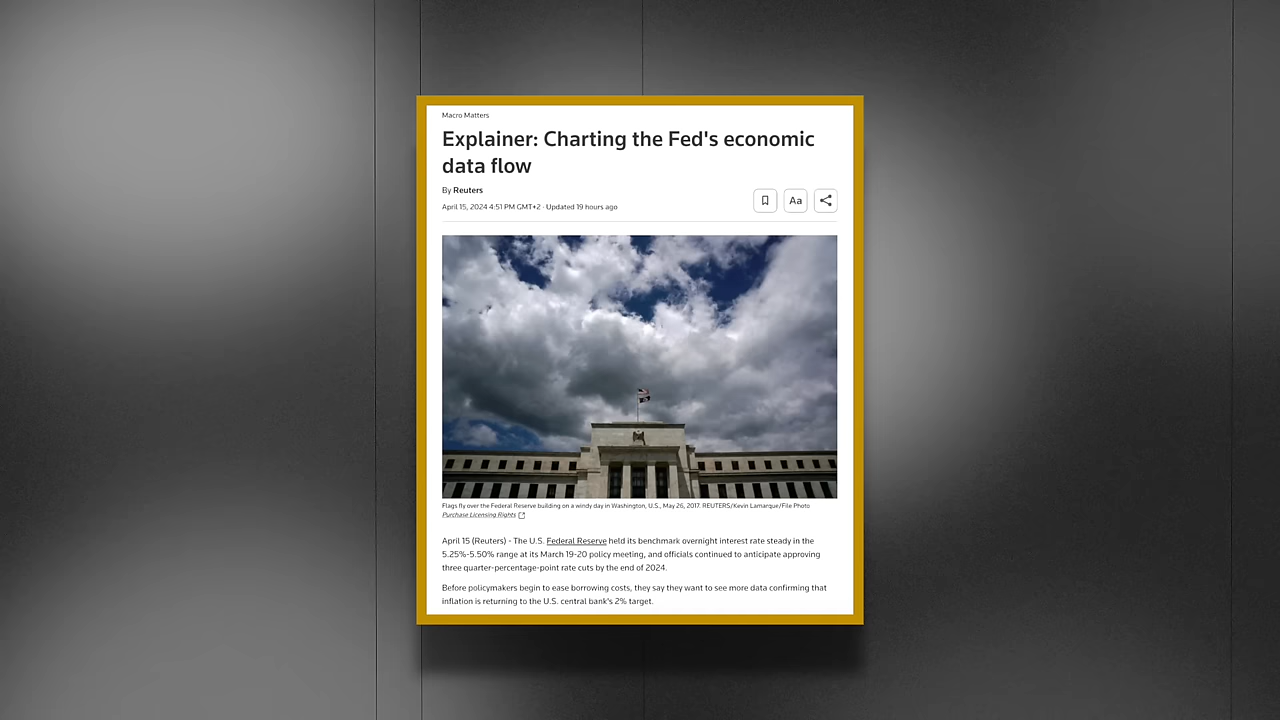 Macro Matters
Explainer: Charting the Fed's economic
data flow
By Reuters
April 15, 2024 4:51 PM GMT+2 · Updated 19 hours ago
Aa
Flags fly over the Federal Reserve building on a windy day in Washington, U.S., May 26, 2017. REUTERS/Kevin Lamarque/File Photo
Purchase Licensing Rights
April 15 (Reuters) - The U.S. Federal Reserve held its benchmark overnight interest rate steady in the
5.25%-5.50% range at its March 19-20 policy meeting, and officials continued to anticipate approving
three quarter-percentage-point rate cuts by the end of 2024.
Before policymakers begin to ease borrowing costs, they say they want to see more data confirming that
inflation is returning to the U.S. central bank's 2% target.